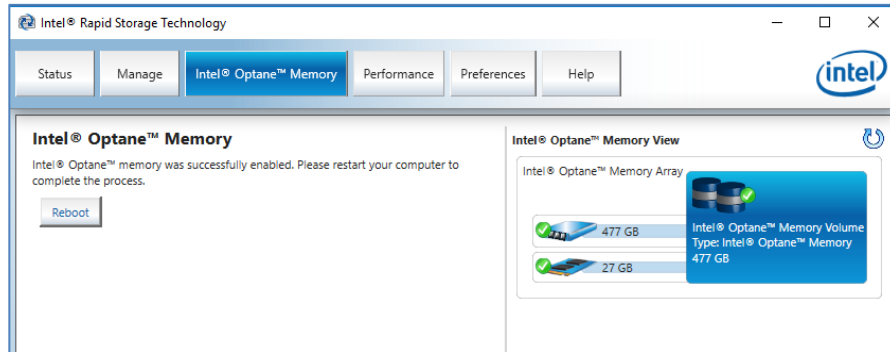 Intel® Rapid Storage Technology
Status
Manage
Intel® Optane™ Memory
Performance
Preferences
Help
intel
Intel® Optane™ Memory
Intel® Optane™ memory was successfully enabled. Please restart your computer to
complete the process.
Reboot
Intel® Optane™ Memory View
Intel® Optane™ Memory Array
477 GB
27 GB
Intel® Optane™ Memory Volume
Type: Intel® Optane™ Memory
477 GB